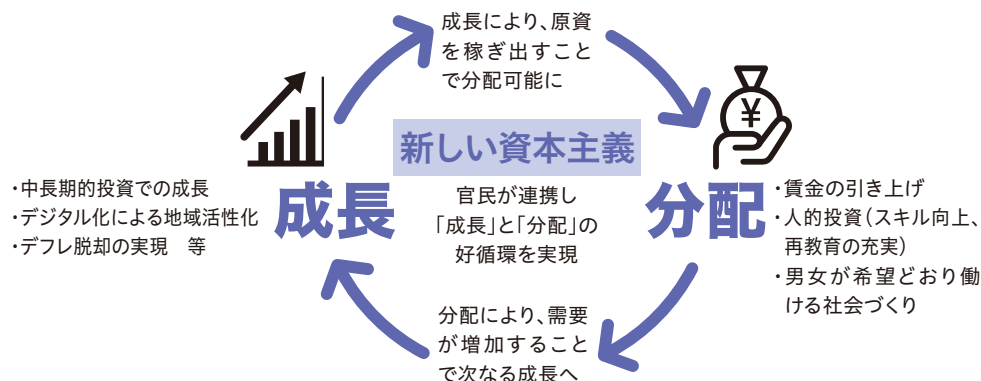 成長により、原資
を稼ぎ出すこと
で分配可能に
¥
新しい資本主義
官民が連携し
「成長」と「分配」の
好循環を実現
成長
・中長期的投資での成長
・デジタル化による地域活性化
・デフレ脱却の実現　等
分配
・賃金の引き上げ
・人的投資（スキル向上、
再教育の充実）
・男女が希望どおり働
ける社会づくり
分配により、需要
が増加すること
で次なる成長へ